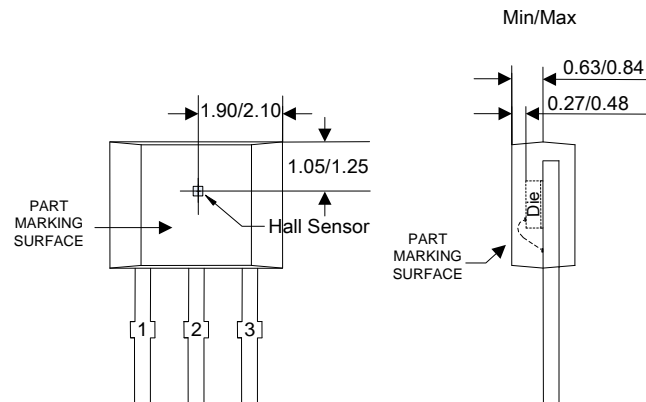 Min/Max
0.63/0.84
1.90/2.10
0.27/0.48
1.05/1.25
Die
PART
MARKING
SURFACE
Hall Sensor
PART
MARKING
SURFACE
1
2
3